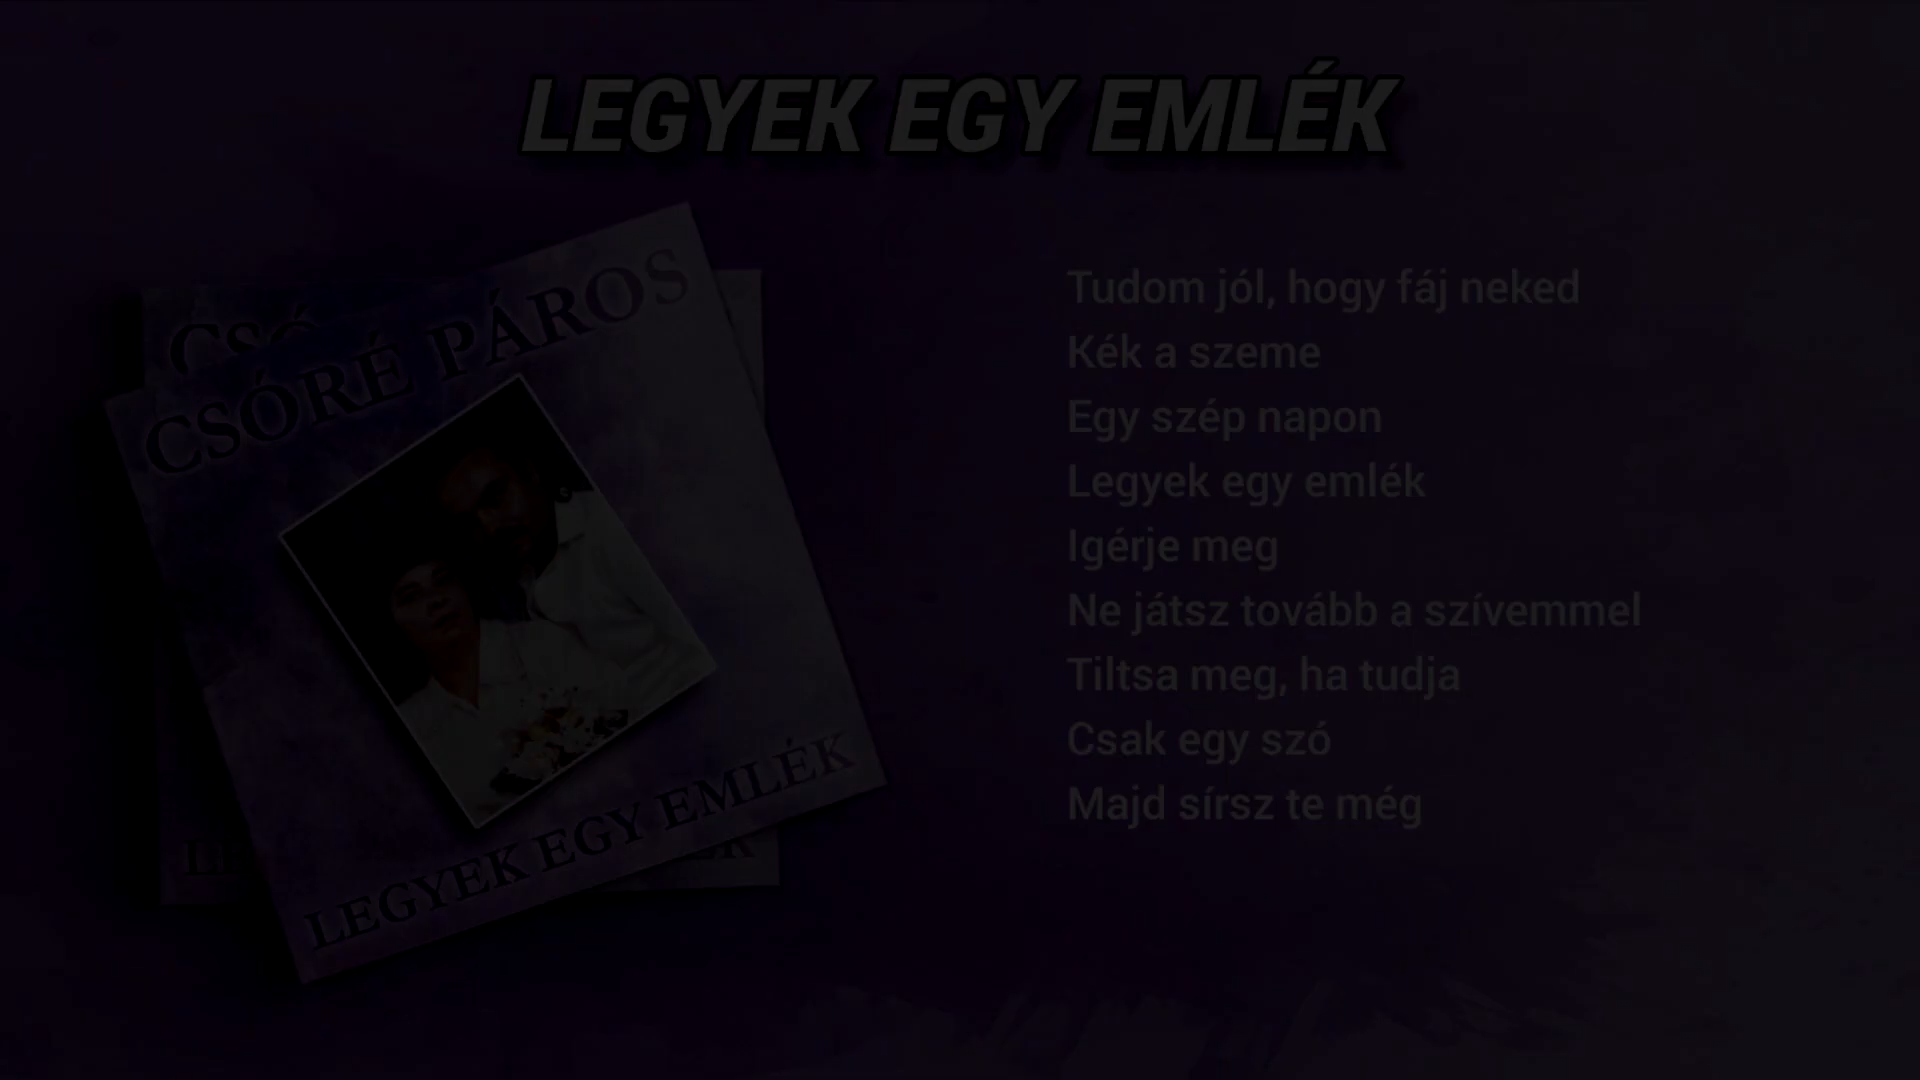 LEGYEK EGY EMLÉK
CSÓ
CSÓRÉ PÁROS
LEGYEK EGY EMLÉK
Tudom jól, hogy fáj neked
Kék a szeme
Egy szép napon
Legyek egy emlék
Igérje meg
Ne játsz tovább a szívemmel
Tiltsa meg, ha tudja
Csak egy szó
Majd sírsz te még